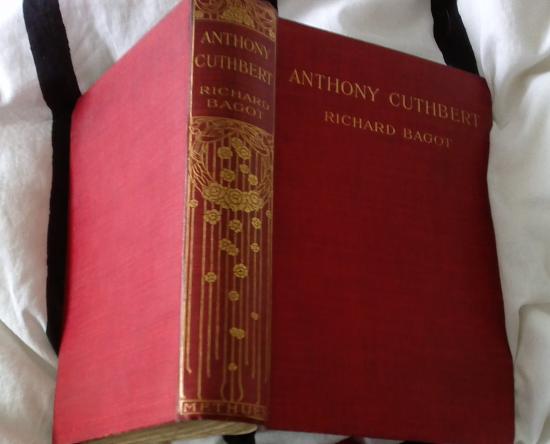 ANTHONY
CUTHBERT
RICHARD
BAGOT
METHUEN
ANTHONY CUTHBERT
RICHARD BAGOT